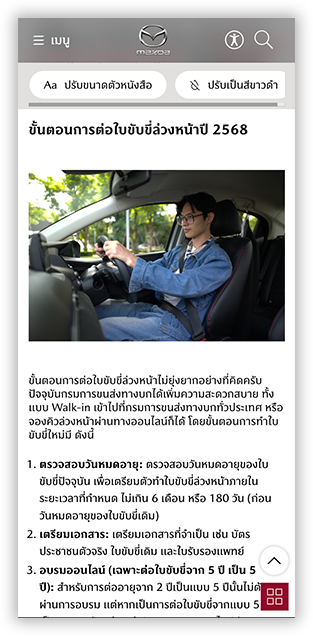 เมนู
mazda
Aa ปรับขนาดตัวหนังสือ
ปรับเป็นสีขาวดำ
ขั้นตอนการต่อใบขับขี่ล่วงหน้าปี 2568
ขั้นตอนการต่อใบขับขี่ล่วงหน้าไม่ยุ่งยากอย่างที่คิดครับ
ปัจจุบันกรมการขนส่งทางบกได้เพิ่มความสะดวกสบาย ทั้ง
แบบ Walk-in เข้าไปที่กรมการขนส่งทางบกทั่วประเทศ หรือ
จองคิวล่วงหน้าผ่านทางออนไลน์ก็ได้ โดยขั้นตอนการทำใบ
ขับขี่ใหม่มี ดังนี้
1. ตรวจสอบวันหมดอายุ: ตรวจสอบวันหมดอายุของใบ
ขับขี่ปัจจุบัน เพื่อเตรียมตัวทำใบขับขี่ล่วงหน้าภายใน
ระยะเวลาที่กำหนด ไม่เกิน 6 เดือน หรือ 180 วัน (ก่อน
วันหมดอายุของใบขับขี่เดิม)
2. เตรียมเอกสาร: เตรียมเอกสารที่จำเป็น เช่น บัตร
ประชาชนตัวจริง ใบขับขี่เดิม และใบรับรองแพทย์
3. อบรมออนไลน์ (เฉพาะต่อใบขับขี่จาก 5 ปี เป็น 5
ปี): สำหรับการต่ออายุจาก 2 ปีเป็นแบบ 5 ปีนั้นไม่ต้
ผ่านการอบรม แต่หากเป็นการต่อใบขับขี่จากแบบ 5